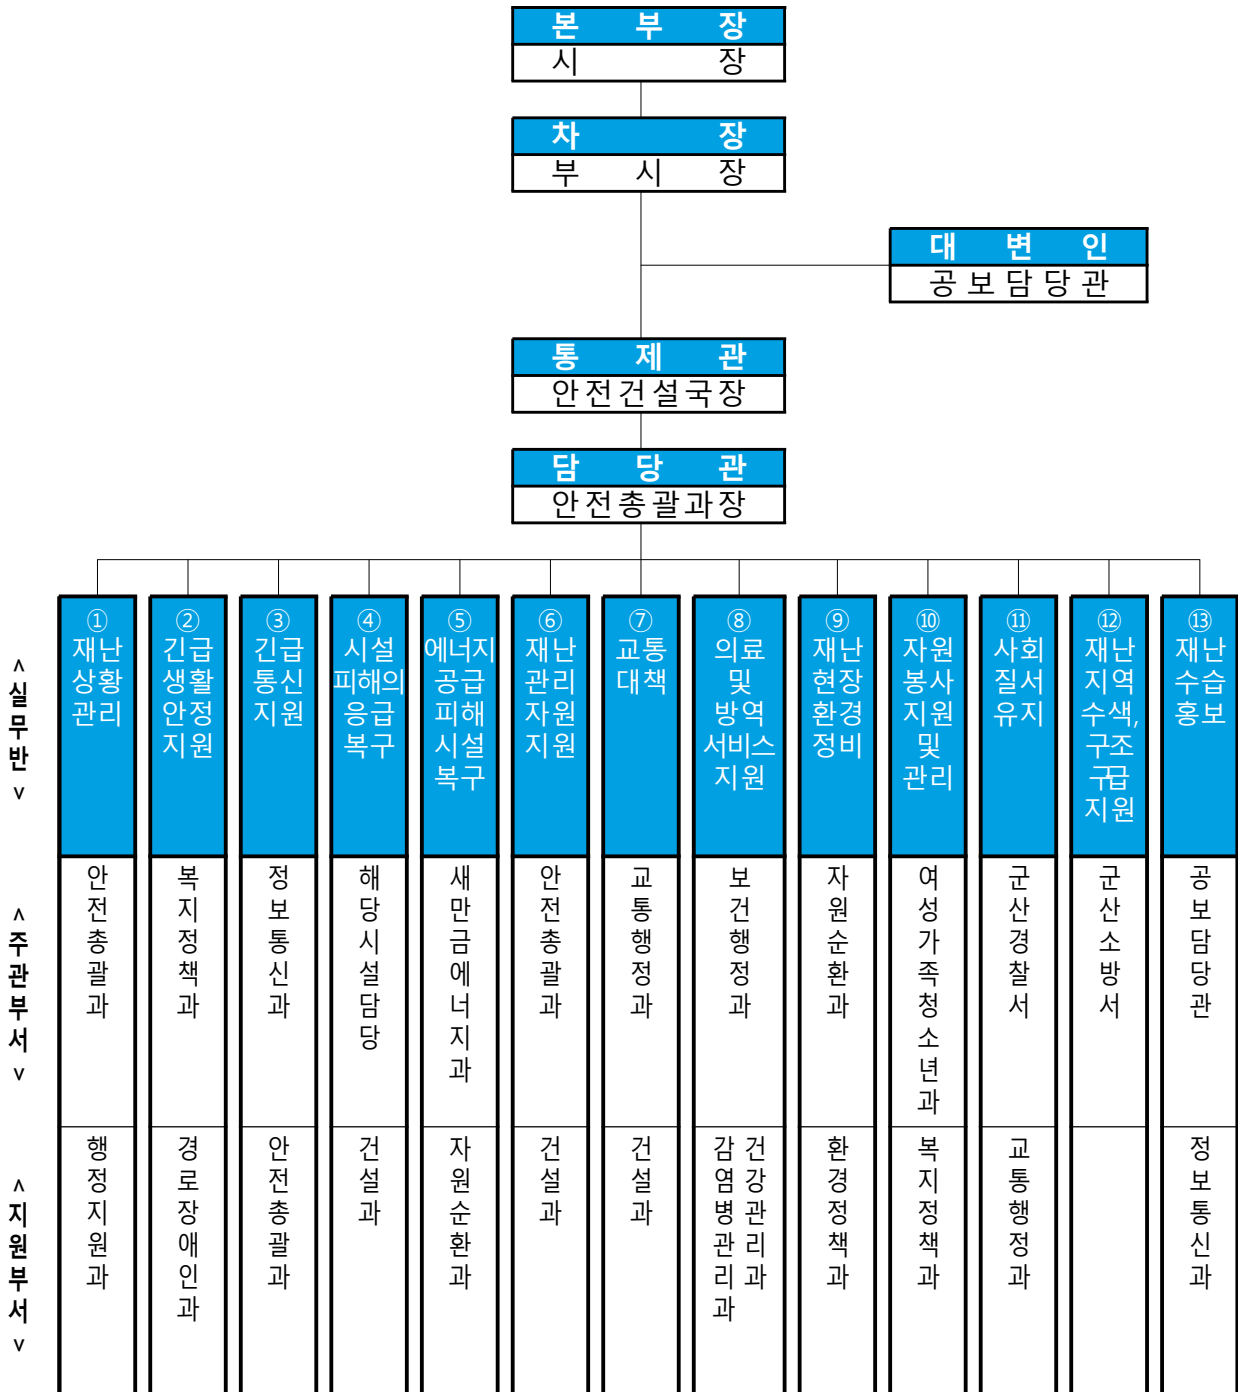 본 부 장
시 장
차 장
부 시 장
대 변 인
공보담당관
통 제 관
안전건설국장
담 당 관
안전총괄과장
<실무반>
①
재난
상황
관리
②
긴급
생활
안정
지원
③
긴급
통신
지원
④
시설
피해의
응급
복구
⑤
에너지
공급
피해
시설
복구
⑥
재난
관리
자원
지원
⑦
교통
대책
⑧
의료
및
방역
서비스
지원
⑨
재난
현장
환경
정비
⑩
자원
봉사
지원
및
관리
⑪
사회
질서
유지
⑫
재난
지역
수색,
구조
구급
지원
⑬
재난
수습
홍보
<주관부서>
안전총괄과
복지정책과
정보통신과
해당시설담당
새만금에너지과
안전총괄과
교통행정과
보건행정과
자원순환과
여성가족청소년과
군산경찰서
군산소방서
공보담당관
<지원부서>
행정지원과
경로장애인과
안전총괄과
건설과
자원순환과
건설과
건설과
건강관리과
감염병관리과
환경정책과
복지정책과
교통행정과
정보통신과